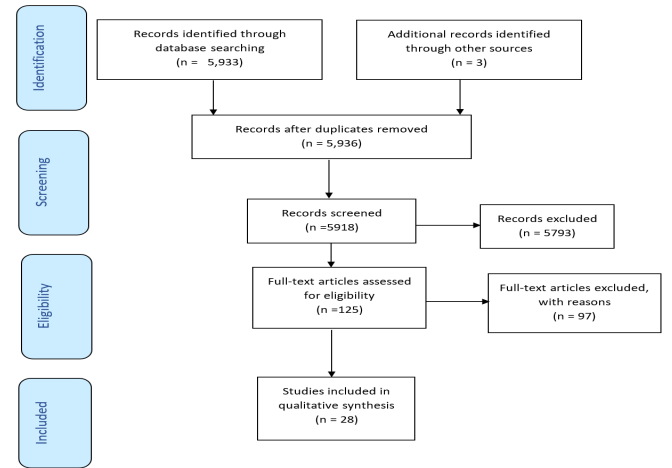 Identification
Records identified through
database searching
(n =   5,933)
Additional records identified
through other sources
(n = 3)
Records after duplicates removed
(n = 5,936)
Screening
Records screened
(n =5918)
Records excluded
(n = 5793)
Eligibility
Full-text articles assessed
for eligibility
(n =125)
Full-text articles excluded,
with reasons
(n = 97)
Included
Studies included in
qualitative synthesis
(n = 28)